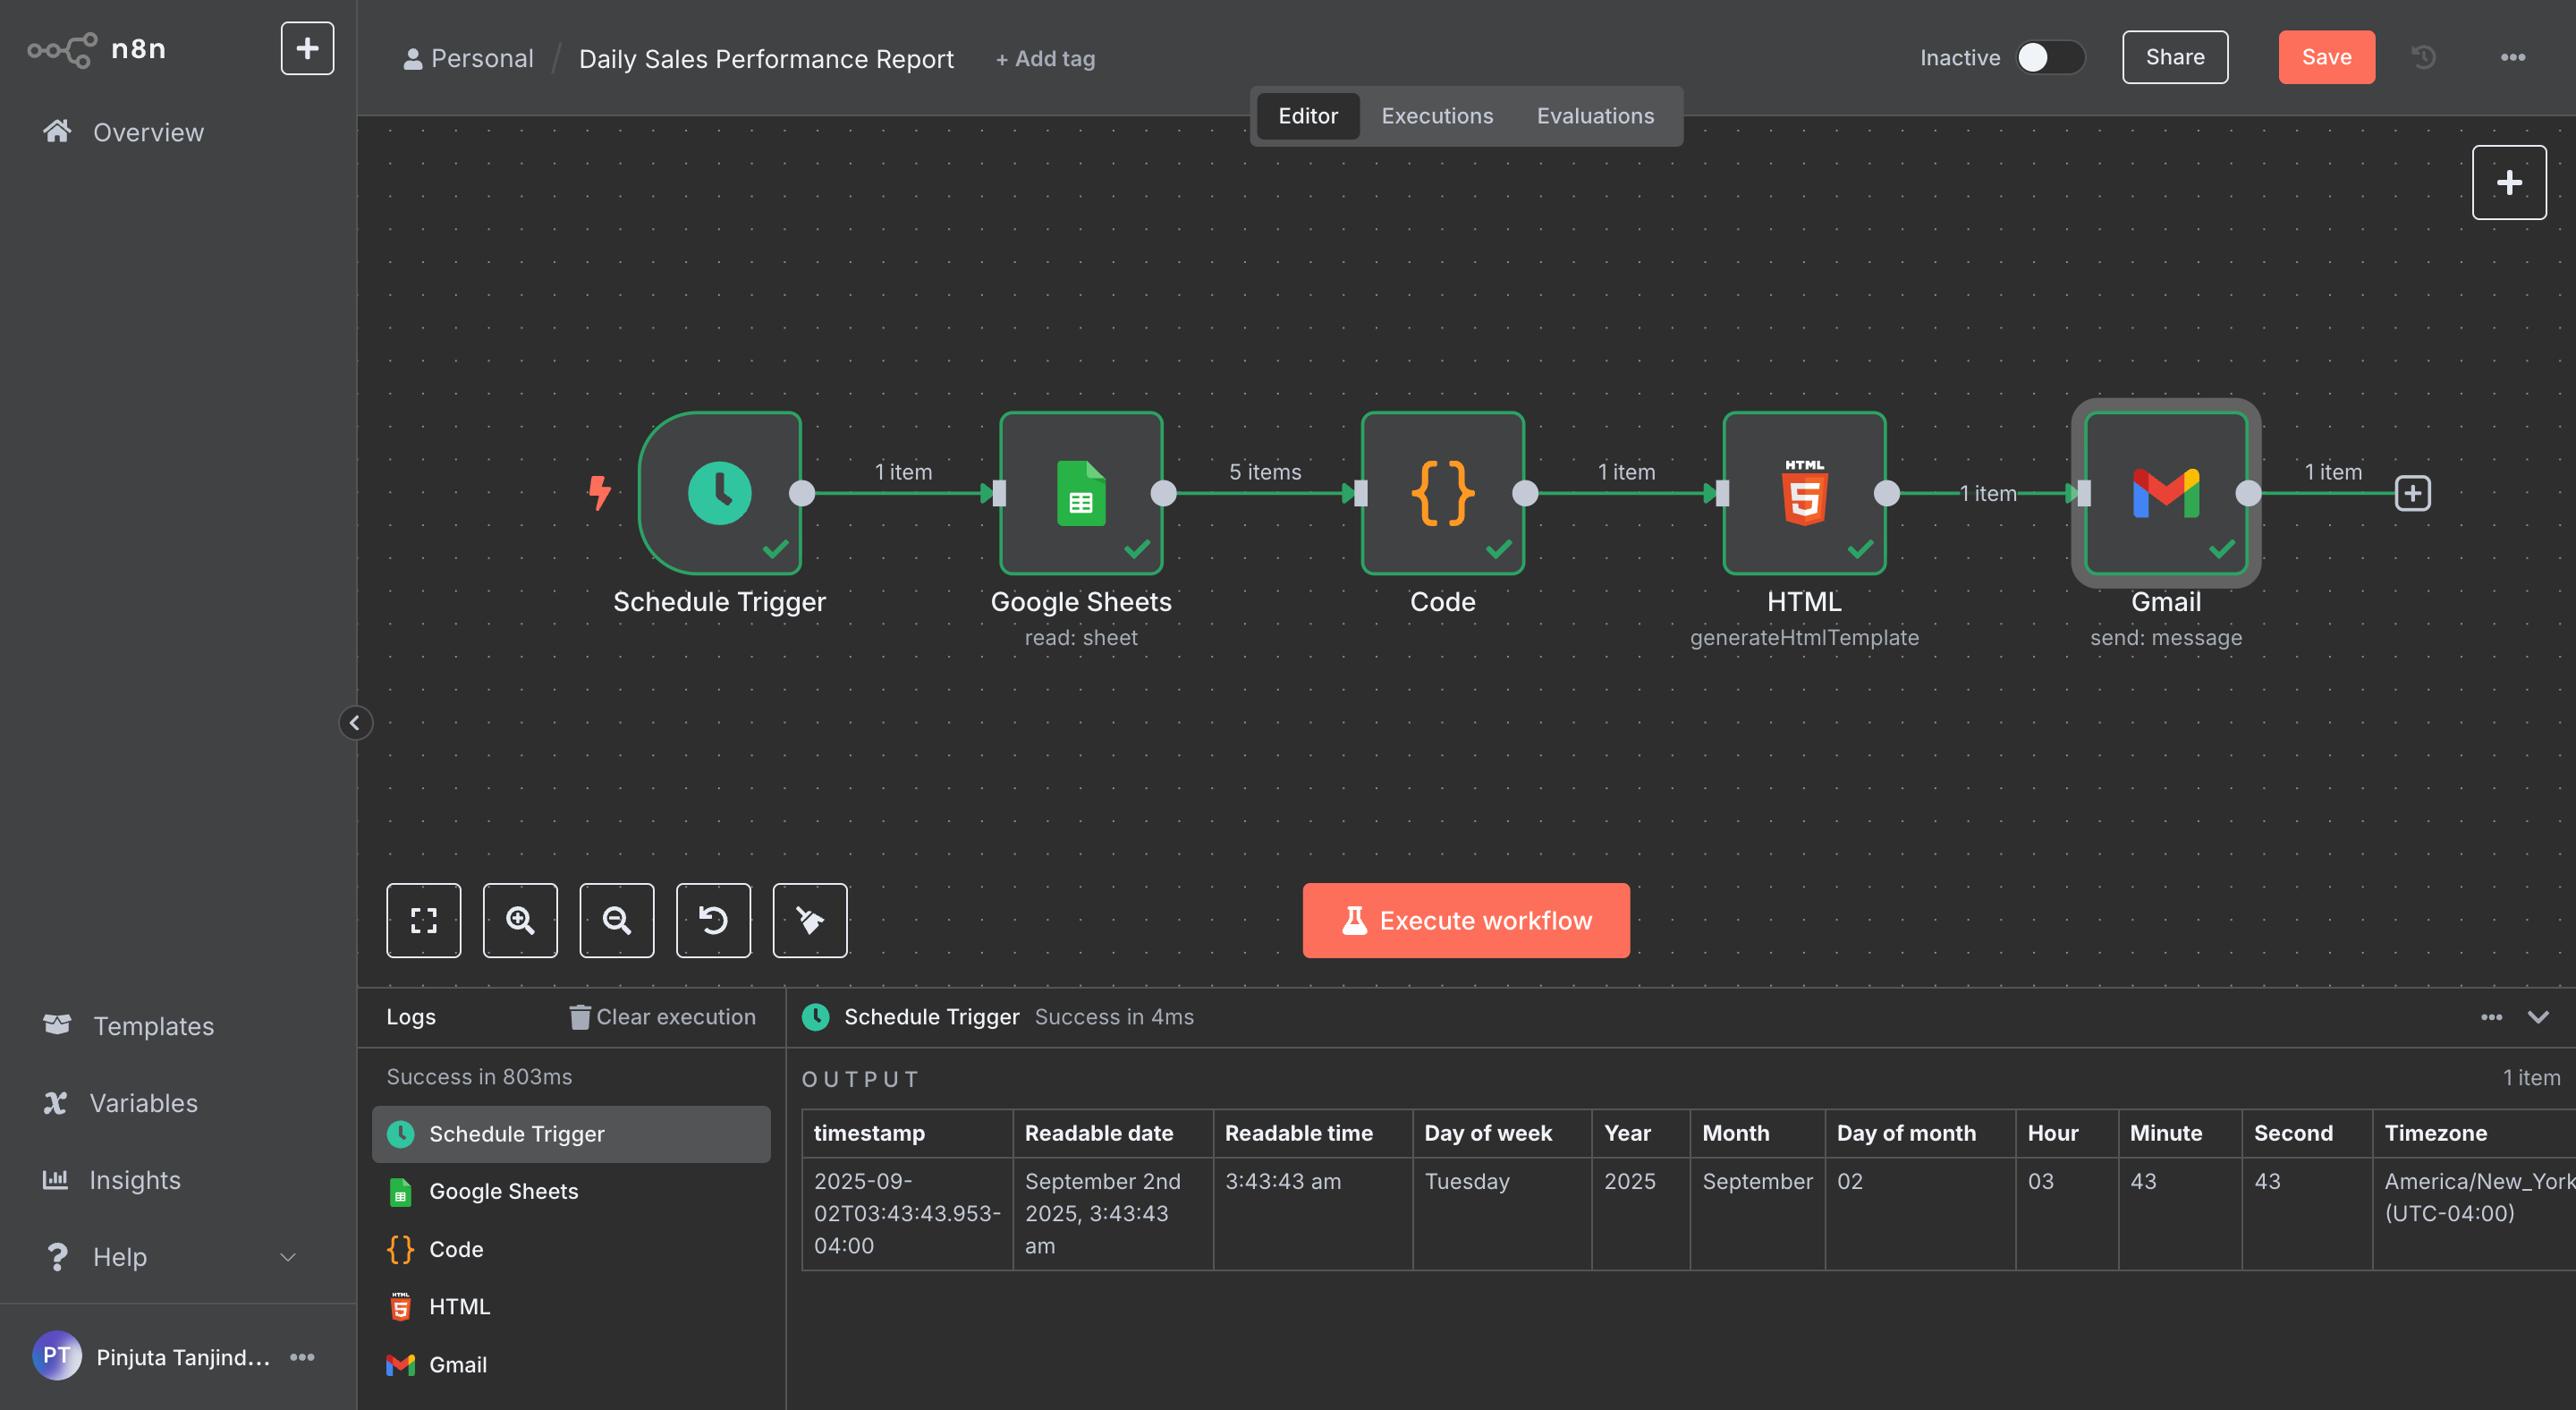 n8n
Overview
Personal / Daily Sales Performance Report + Add tag
Inactive
Share
Save
Editor Executions Evaluations
1 item
5 items
1 item
1 item
1 item
HTML
5
Schedule Trigger
Google Sheets
read: sheet
Code
HTML
generateHtmlTemplate
Gmail
send: message
Execute workflow
Templates
Variables
Insights
Help
PT Pinjuta Tanjind...
Logs
Clear execution
Success in 803ms
Schedule Trigger
Google Sheets
Code
HTML
5
HTML
Gmail
Schedule Trigger Success in 4ms
OUTPUT
1 item
timestamp Readable date Readable time Day of week Year Month Day of month Hour Minute Second Timezone
2025-09- September 2nd 3:43:43 am Tuesday 2025 September 02 03 43 43 America/New_York
02T03:43:43.953- 2025, 3:43:43 (UTC-04:00)
04:00 am